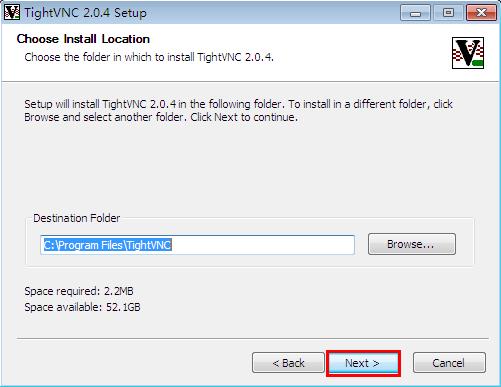 TightVNC 2.0.4 Setup
Choose Install Location
Choose the folder in which to install TightVNC 2.0.4.
Setup will install TightVNC 2.0.4 in the following folder. To install in a different folder, click
Browse and select another folder. Click Next to continue.
Destination Folder
C:\Program Files\TightVNC
Browse...
Space required: 2.2MB
Space available: 52.1GB
< Back
Next >
Cancel